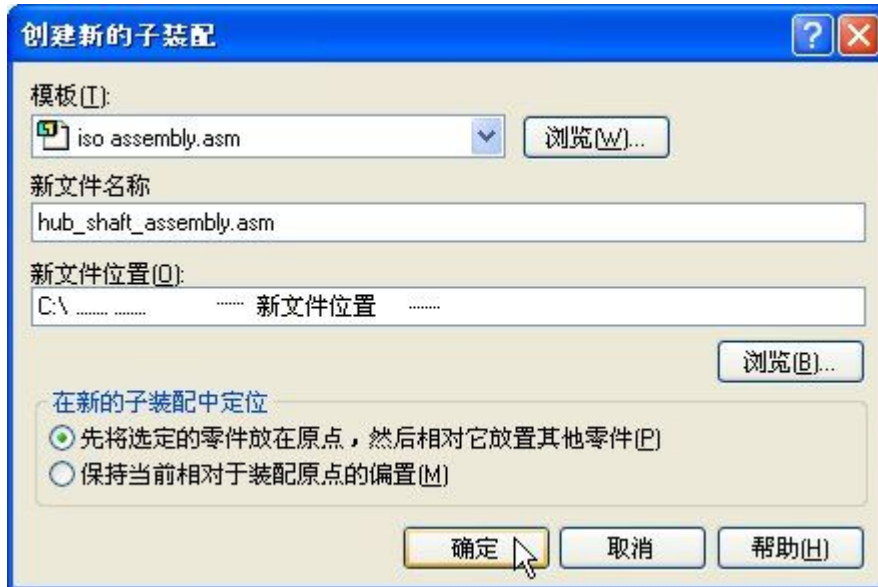 创建新的子装配
模板(T):
iso assembly.asm 浏览(W)...
新文件名称
hub_shaft_assembly.asm
新文件位置(O):
C:\ ........ ........ ....... 新文件位置 ........
浏览(B)...
在新的子装配中定位
先将选定的零件放在原点，然后相对它放置其他零件(P)
保持当前相对于装配原点的偏置(M)
确定 取消 帮助(H)